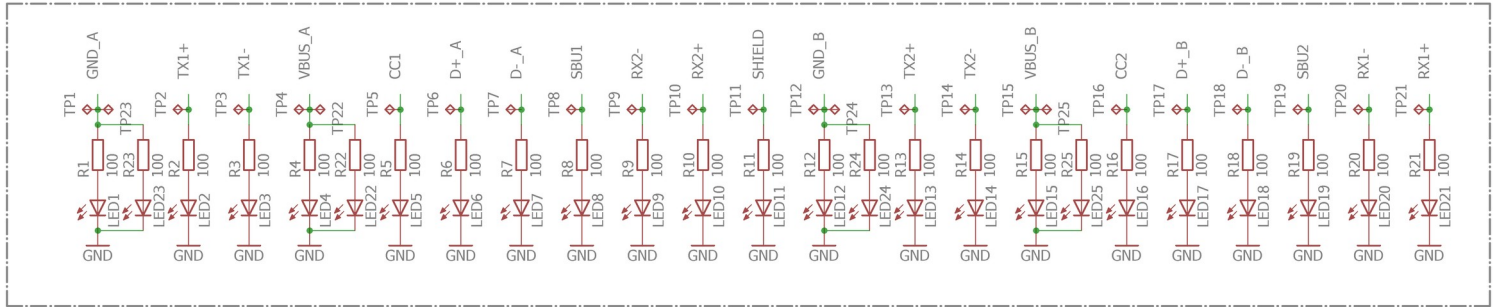 GND_A TX1+ TX1- VBUS_A CC1 D+_A D-_A SBU1 RX2- RX2+ SHIELD GND_B TX2+ TX2- VBUS_B CC2 D+_B D-_B SBU2 RX1- RX1+
TP1 TP23 TP2 TP3 TP4 TP22 TP5 TP6 TP7 TP8 TP9 TP10 TP11 TP12 TP24 TP13 TP14 TP15 TP25 TP16 TP17 TP18 TP19 TP20 TP21
R1 100 R23 100 R2 100 R3 100 R4 100 R22 100 R5 100 R6 100 R7 100 R8 100 R9 100 R10 100 R11 100 R12 100 R24 100 R13 100 R14 100 R15 100 R25 100 R16 100 R17 100 R18 100 R19 100 R20 100 R21 100
LED1 LED23 LED2 LED3 LED4 LED22 LED5 LED6 LED7 LED8 LED9 LED10 LED11 LED12 LED24 LED13 LED14 LED15 LED25 LED16 LED17 LED18 LED19 LED20 LED21
GND GND GND GND GND GND GND GND GND GND GND GND GND GND GND GND GND GND GND GND GND